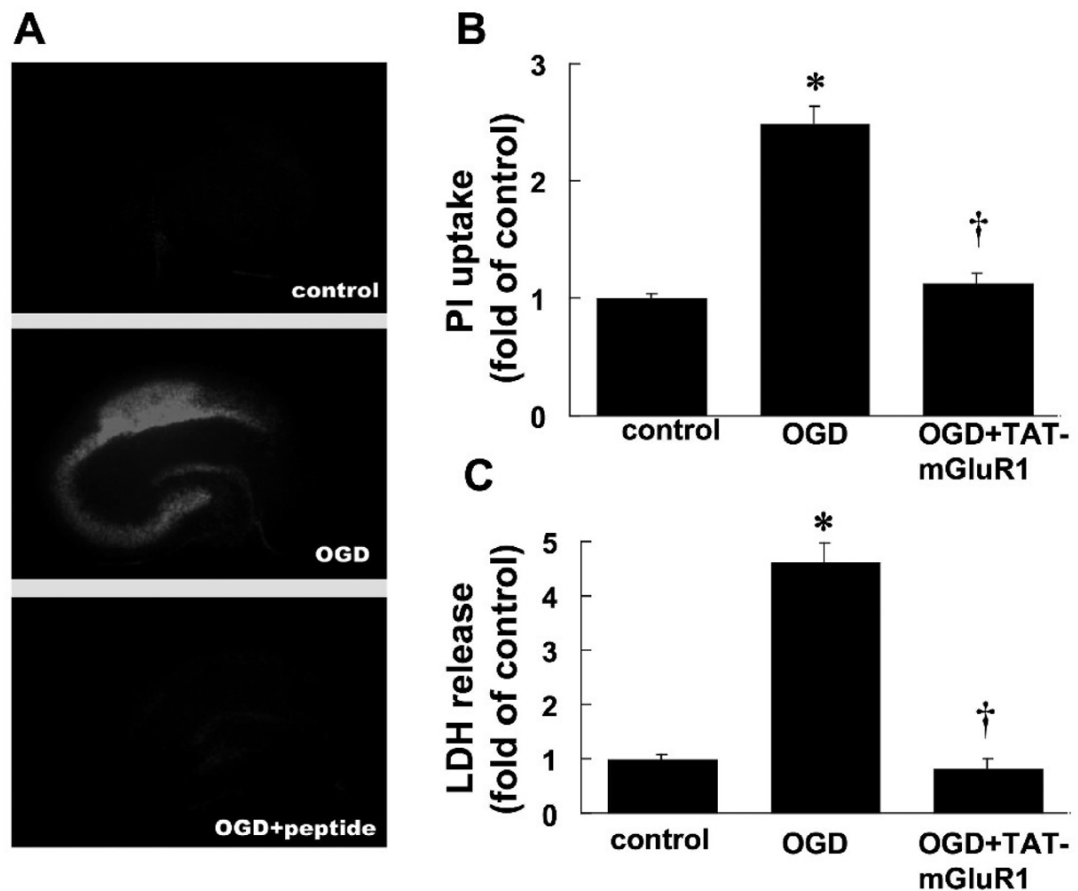 A
control
OGD
OGD+peptide
B
PI uptake
(fold of control)
3
2
1
0
*
†
control
OGD
OGD+TAT-
mGluR1
C
LDH release
(fold of control)
5
4
3
2
1
0
*
†
control
OGD
OGD+TAT-
mGluR1